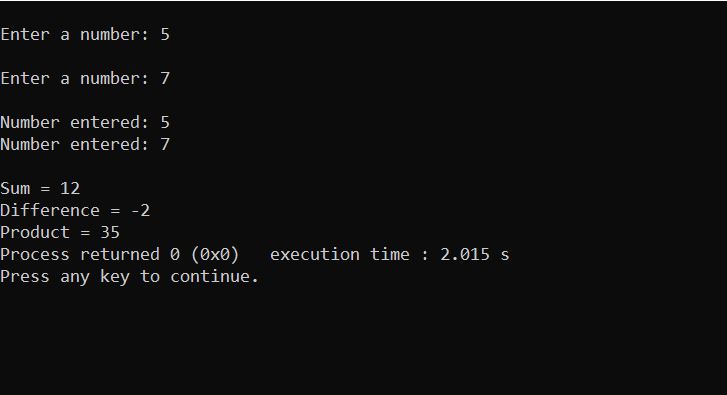 Enter a number: 5
Enter a number: 7
Number entered: 5
Number entered: 7
Sum = 12
Difference = -2
Product = 35
Process returned 0 (0x0)   execution time : 2.015 s
Press any key to continue.